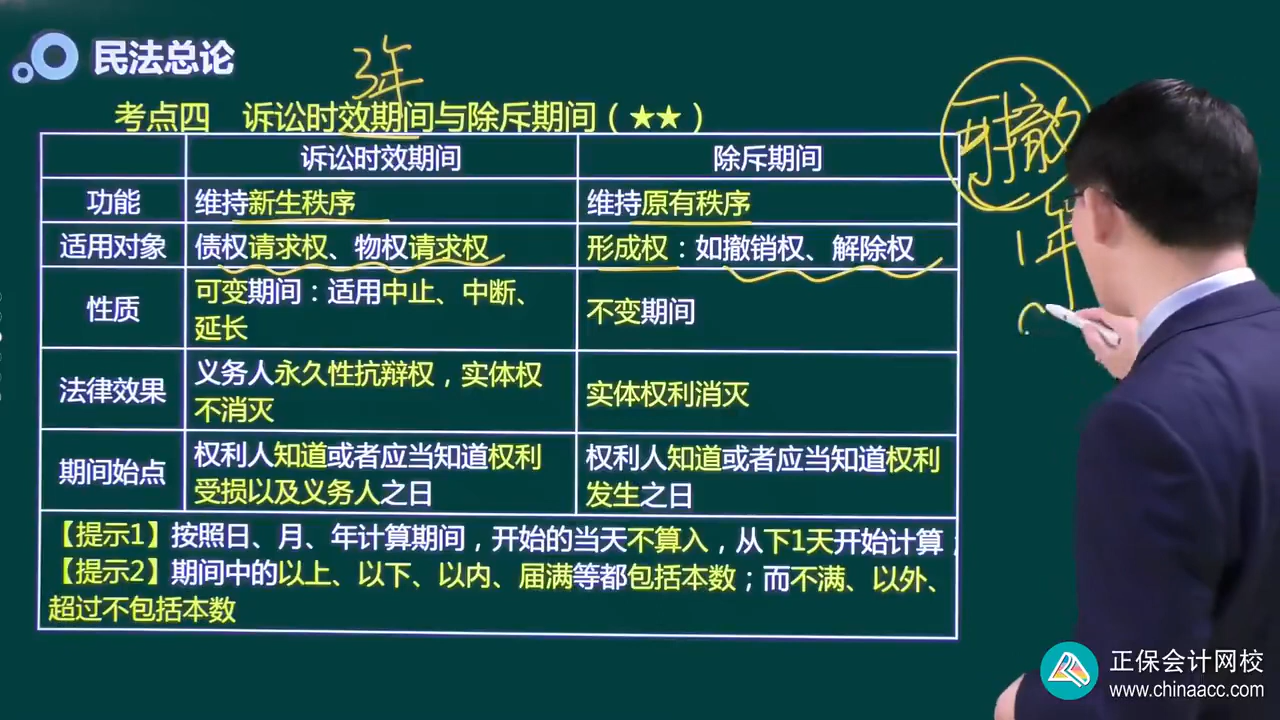 民法总论
3年
考点四 诉讼时效期间与除斥期间（★★）
可撤
1年
诉讼时效期间 除斥期间
功能 维持新生秩序 维持原有秩序
适用对象 债权请求权、物权请求权 形成权：如撤销权、解除权
性质 可变期间：适用中止、中断、
延长 不变期间
法律效果 义务人永久性抗辩权，实体权
不消灭 实体权利消灭
期间始点 权利人知道或者应当知道权利
受损以及义务人之日 权利人知道或者应当知道权利
发生之日
【提示1】按照日、月、年计算期间，开始的当天不算入，从下1天开始计算；
【提示2】期间中的以上、以下、以内、届满等都包括本数；而不满、以外、
超过不包括本数
正保会计网校
www.chinaacc.com